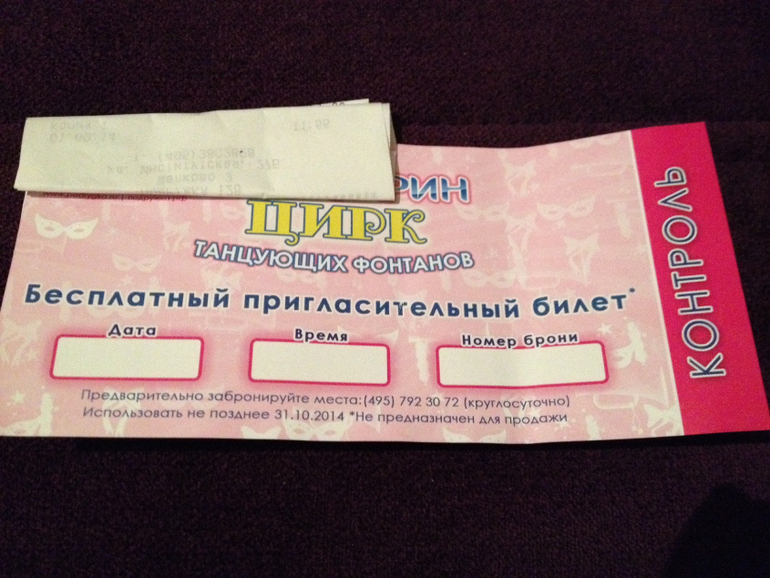 РИН
ЦИРК
ТАНЦУЮЩИХ ФОНТАНОВ
Бесплатный пригласительный билет*
Дата
Время
Номер брони
Предварительно забронируйте места:(495) 792 30 72 (круглосуточно)
Использовать не позднее 31.10.2014 *Не предназначен для продажи
КОНТРОЛЬ